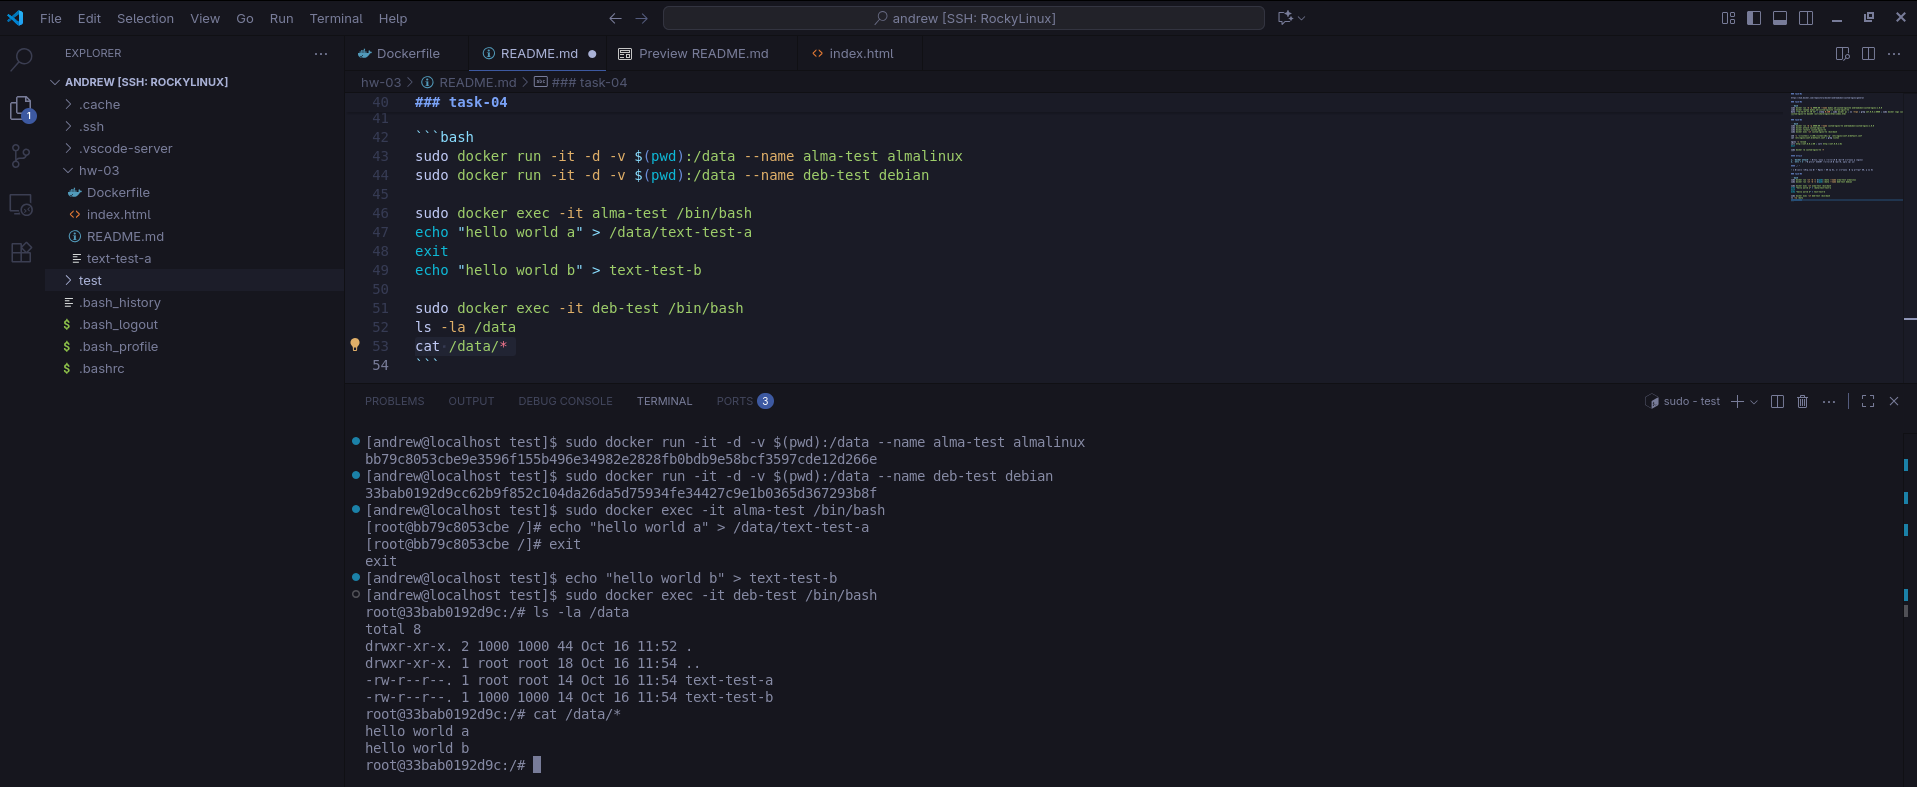 File Edit Selection View Go Run Terminal Help
andrew [SSH: RockyLinux]
EXPLORER
ANDREW [SSH: ROCKYLINUX]
.cache
.ssh
.vscode-server
hw-03
Dockerfile
index.html
README.md
text-test-a
test
.bash_history
.bash_logout
.bash_profile
.bashrc
1
Dockerfile README.md Preview README.md index.html
hw-03 > README.md > ### task-04
40 ### task-04
41
42 ```bash
43 sudo docker run -it -d -v $(pwd):/data --name alma-test almalinux
44 sudo docker run -it -d -v $(pwd):/data --name deb-test debian
45
46 sudo docker exec -it alma-test /bin/bash
47 echo "hello world a" > /data/text-test-a
48 exit
49 echo "hello world b" > text-test-b
50
51 sudo docker exec -it deb-test /bin/bash
52 ls -la /data
53 cat /data/*
54 ```
PROBLEMS OUTPUT DEBUG CONSOLE TERMINAL PORTS 3
sudo - test
[andrew@localhost test]$ sudo docker run -it -d -v $(pwd):/data --name alma-test almalinux
bb79c8053cbe9e3596f155b496e34982e2828fb0bdb9e58bcf3597cde12d266e
[andrew@localhost test]$ sudo docker run -it -d -v $(pwd):/data --name deb-test debian
33bab0192d9cc62b9f852c104da26da5d75934fe34427c9e1b0365d367293b8f
[andrew@localhost test]$ sudo docker exec -it alma-test /bin/bash
[root@bb79c8053cbe /]# echo "hello world a" > /data/text-test-a
[root@bb79c8053cbe /]# exit
exit
[andrew@localhost test]$ echo "hello world b" > text-test-b
[andrew@localhost test]$ sudo docker exec -it deb-test /bin/bash
root@33bab0192d9c:/# ls -la /data
total 8
drwxr-xr-x. 2 1000 1000 44 Oct 16 11:52 .
drwxr-xr-x. 1 root root 18 Oct 16 11:54 ..
-rw-r--r--. 1 root root 14 Oct 16 11:54 text-test-a
-rw-r--r--. 1 1000 1000 14 Oct 16 11:54 text-test-b
root@33bab0192d9c:/# cat /data/*
hello world a
hello world b
root@33bab0192d9c:/#